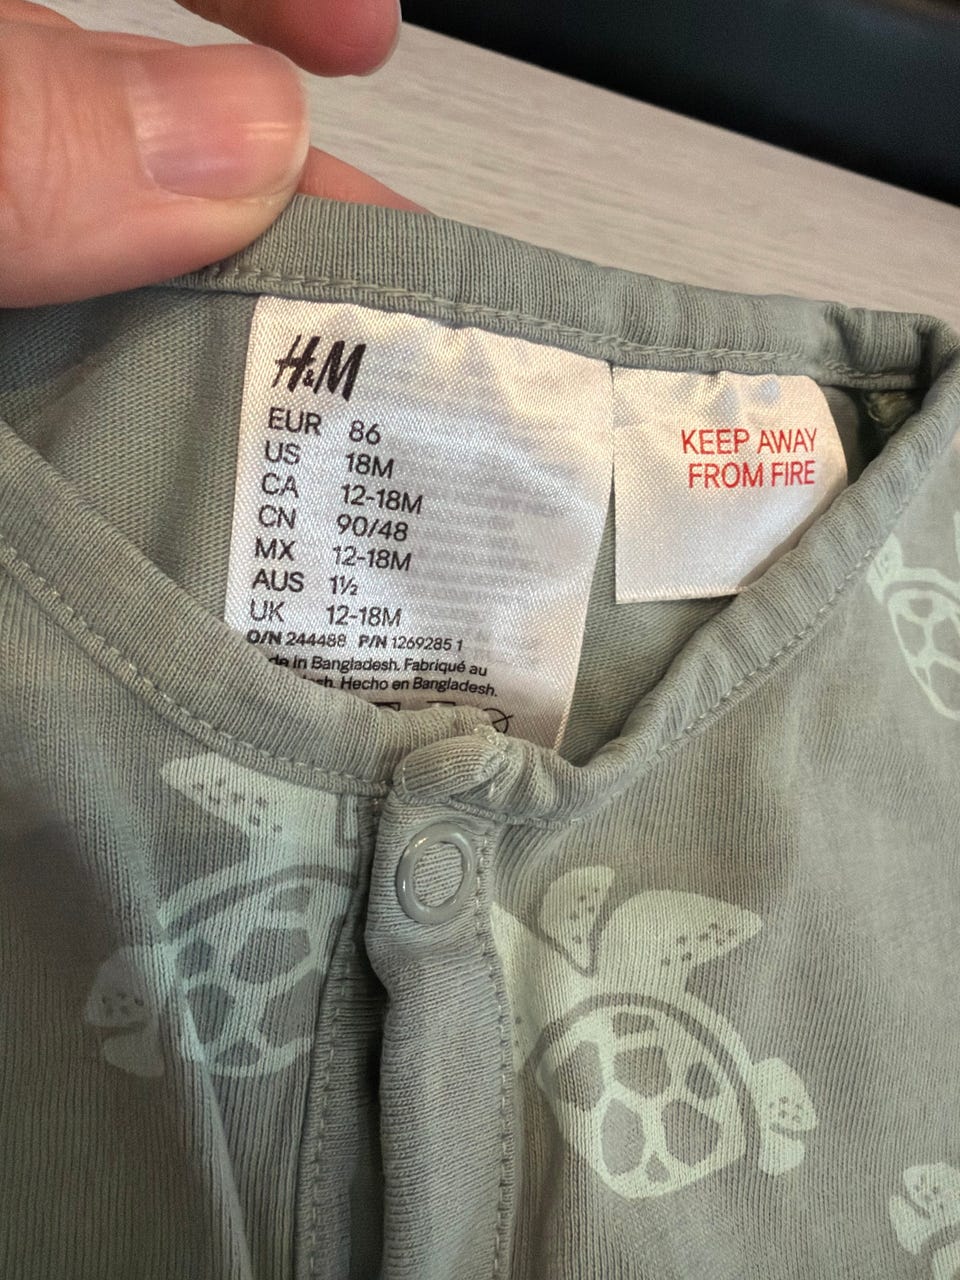 H&M
EUR 86
US 18M
CA 12-18M
CN 90/48
MX 12-18M
AUS 1½
UK 12-18M
O/N 244488 P/N 1269285 1
in Bangladesh. Fabriqué au
Hecho en Bangladesh.
KEEP AWAY
FROM FIRE